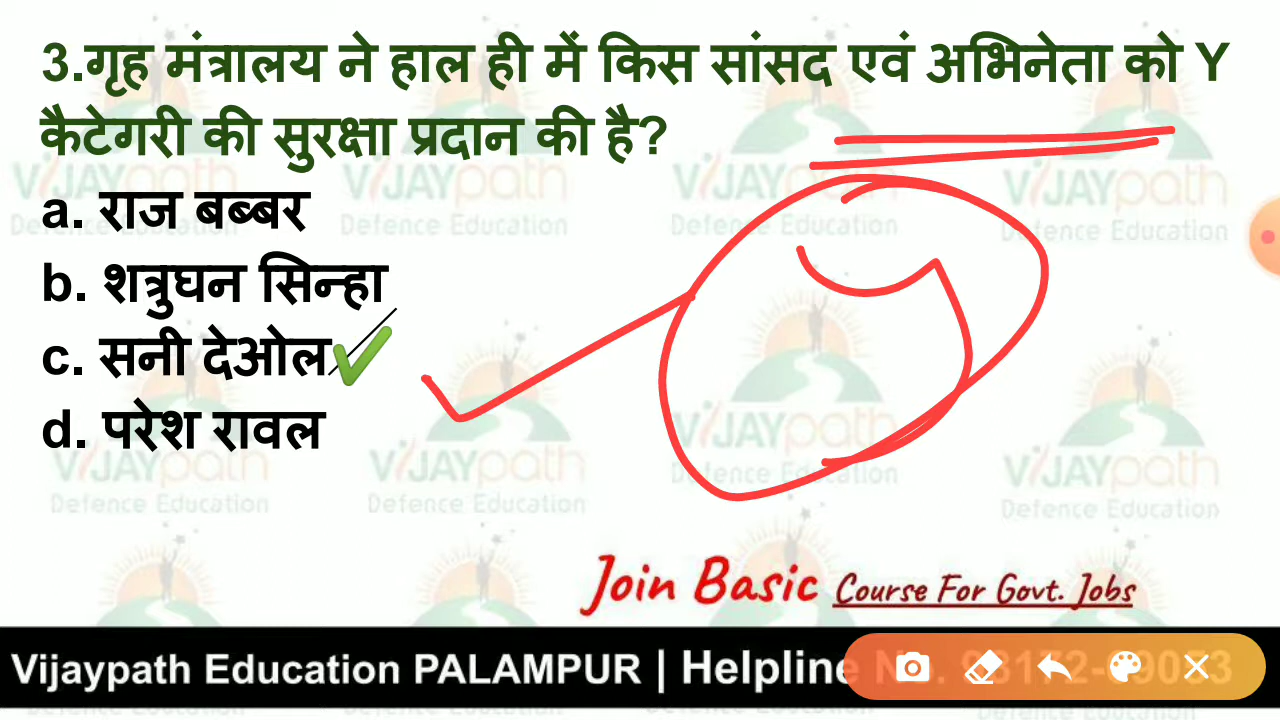 3.गृह मंत्रालय ने हाल ही में किस सांसद एवं अभिनेता को Y
कैटेगरी की सुरक्षा प्रदान की है?
a. राज बब्बर
b. शत्रुघन सिन्हा
c. सनी देओल
d. परेश रावल
VIJAYpath
Defence Education
Join Basic Course For Govt. Jobs
Vijaypath Education PALAMPUR | Helpline